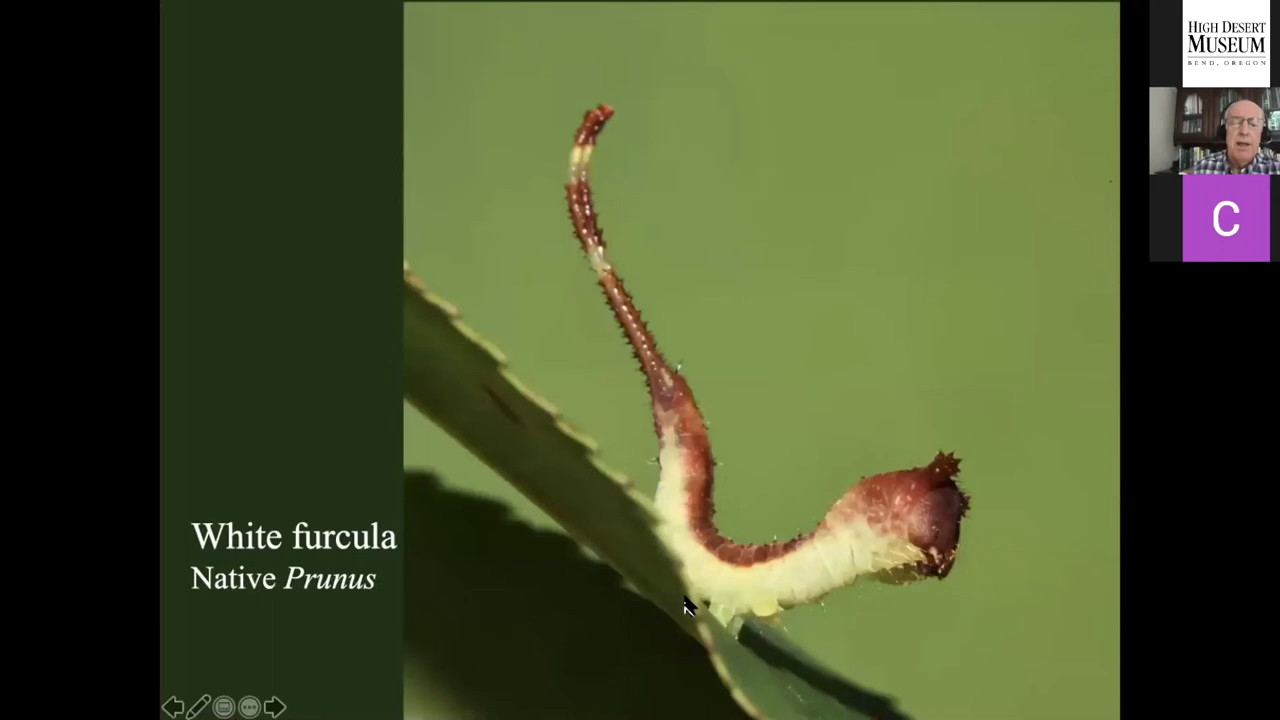 White furcula
Native Prunus
HIGH DESERT
MUSEUM
BEND, OREGON
C